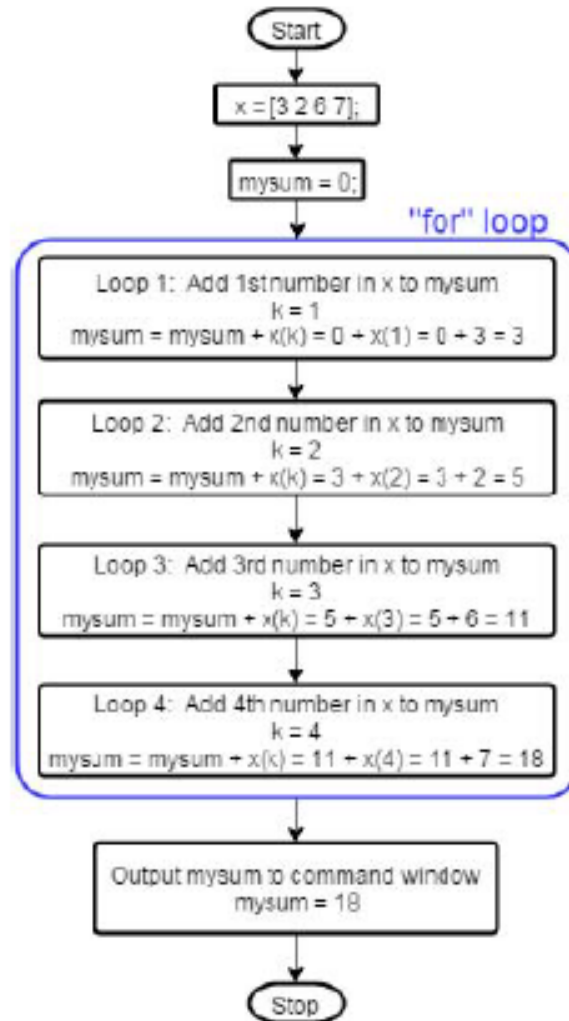 Start
x = [3 2 6 7];
mysum = 0;
"for" loop
Loop 1: Add 1st number in x to mysum
k = 1
mysum = mysum + x(k) = 0 + x(1) = 0 + 3 = 3
Loop 2: Add 2nd number in x to mysum
k = 2
mysum = mysum + x(k) = 3 + x(2) = 3 + 2 = 5
Loop 3: Add 3rd number in x to mysum
k = 3
mysum = mysum + x(k) = 5 + x(3) = 5 + 6 = 11
Loop 4: Add 4th number in x to mysum
k = 4
mysum = mysum + x(k) = 11 + x(4) = 11 + 7 = 18
Output mysum to command window
mysum = 18
Stop